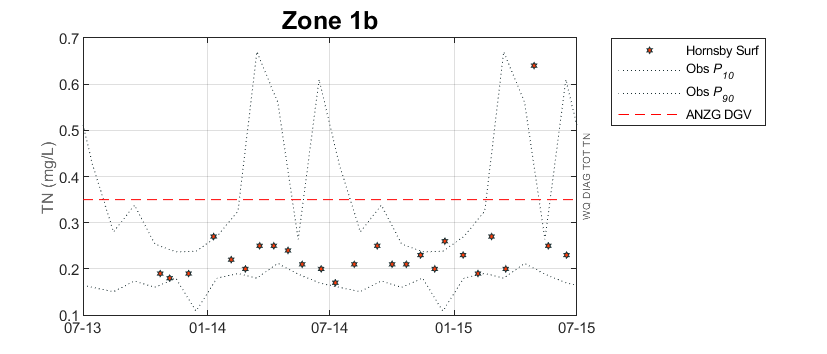 Zone 1b
0.7
0.6
0.5
0.4
0.3
0.2
0.1
TN (mg/L)
07-13
01-14
07-14
01-15
07-15
WQ DIAG TOT TN
Hornsby Surf
Obs P10
Obs P90
ANZG DGV